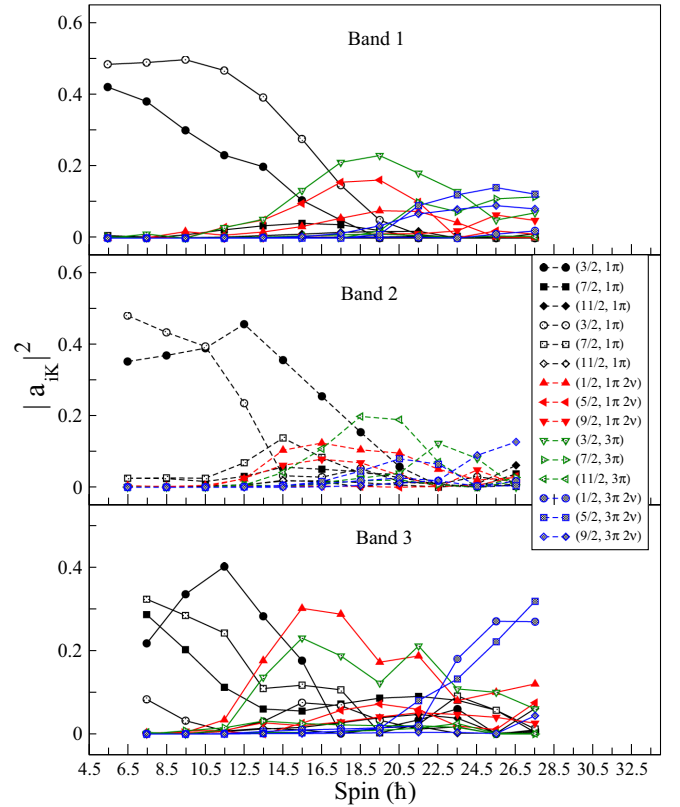 0.6
Band 1
0.4
0.2
0
0.6
Band 2
0.4
0.2
0
| a_{iK} |^2
(3/2, 1π)
(7/2, 1π)
(11/2, 1π)
(3/2, 1π)
(7/2, 1π)
(11/2, 1π)
(1/2, 1π 2ν)
(5/2, 1π 2ν)
(9/2, 1π 2ν)
(3/2, 3π)
(7/2, 3π)
(11/2, 3π)
(1/2, 3π 2ν)
(5/2, 3π 2ν)
(9/2, 3π 2ν)
Band 3
0.4
0.2
0
4.5 6.5 8.5 10.5 12.5 14.5 16.5 18.5 20.5 22.5 24.5 26.5 28.5 30.5 32.5
Spin (ħ)